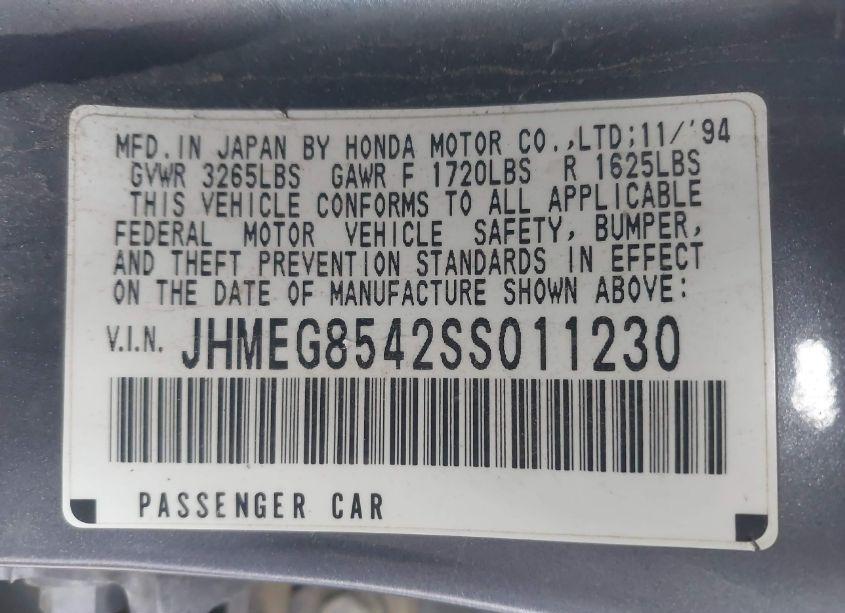 MFD. IN JAPAN BY HONDA MOTOR CO.,LTD;11/'94
GVWR 3265LBS GAWR F 1720LBS R 1625LBS
THIS VEHICLE CONFORMS TO ALL APPLICABLE
FEDERAL MOTOR VEHICLE SAFETY, BUMPER,
AND THEFT PREVENTION STANDARDS IN EFFECT
ON THE DATE OF MANUFACTURE SHOWN ABOVE:
V.I.N. JHMEG8542SS011230
PASSENGER CAR